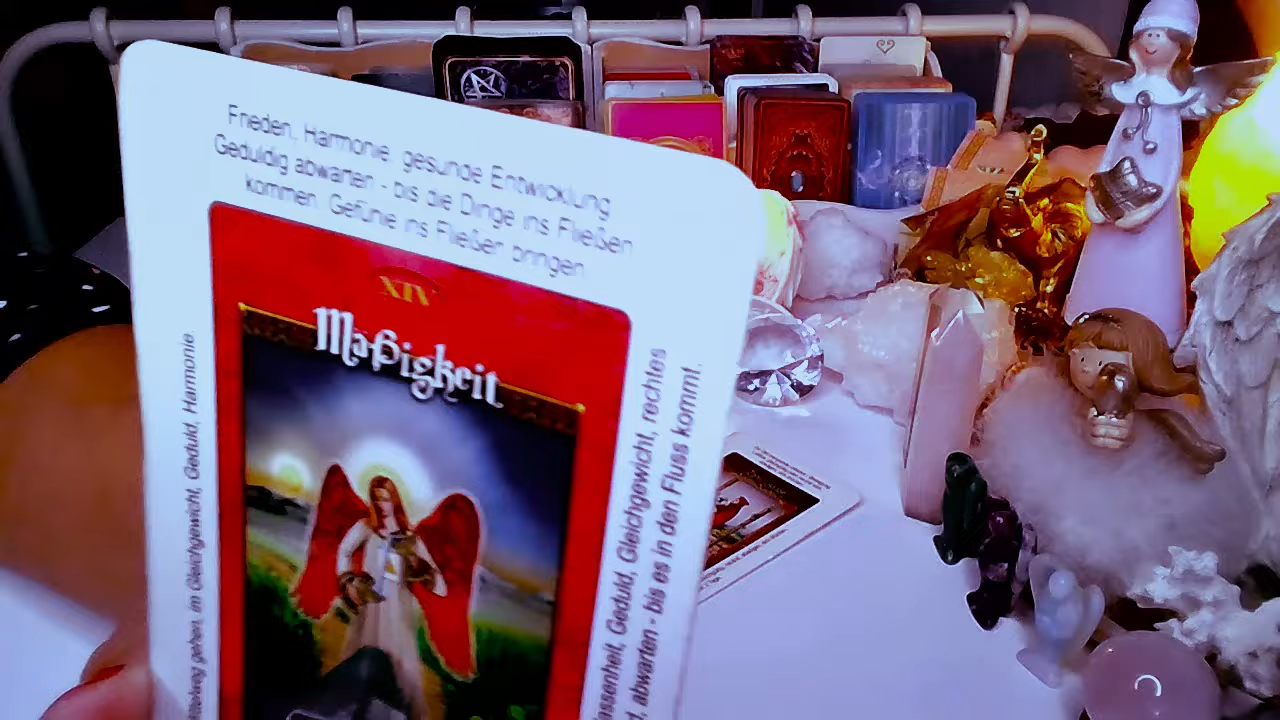 Frieden, Harmonie, gesunde Entwicklung
Geduldig abwarten - bis die Dinge ins Fließen
kommen. Gefühle ins Fließen bringen
XIV
Mäßigkeit
gehen, im Gleichgewicht, Geduld, Harmonie.
Geduld, Gleichgewicht, rechtes
abwarten - bis es in den Fluss kommt.